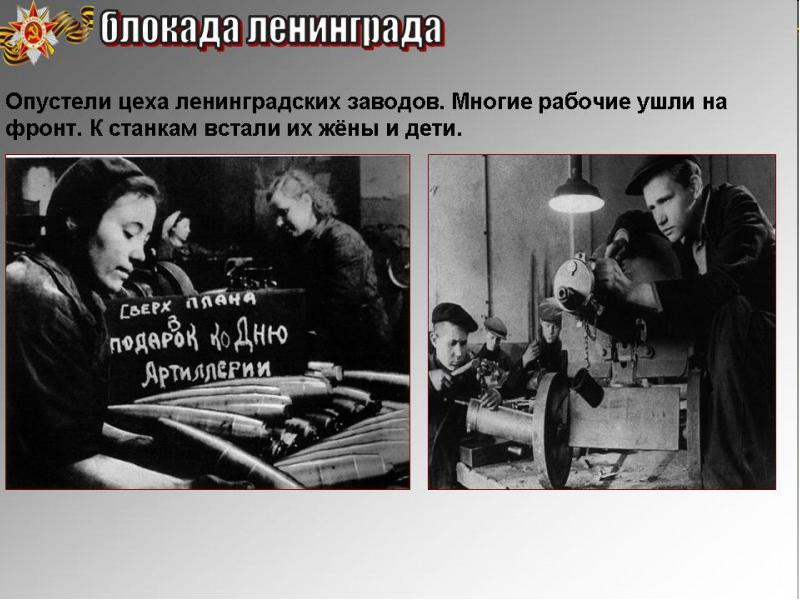 блокада ленинграда
Опустели цеха ленинградских заводов. Многие рабочие ушли на
фронт. К станкам встали их жёны и дети.
Сверх плана
3
подарок ко Дню
Артиллерии